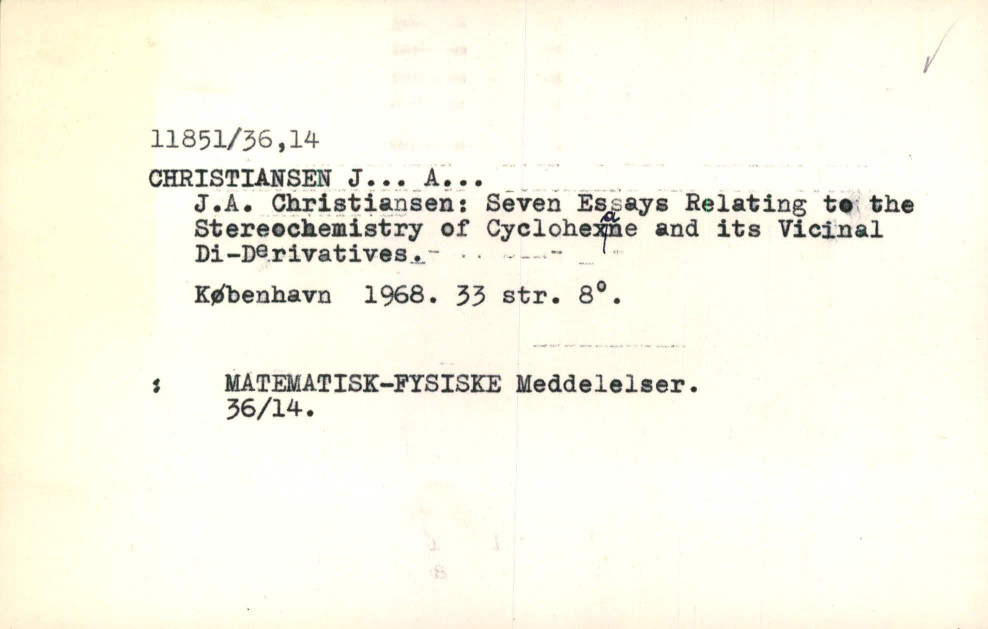 11851/36,14
CHRISTIANSEN J... A...
J.A. Christiansen: Seven Essays Relating to the
Stereochemistry of Cyclohexane and its Vicinal
Di-Derivatives.
København 1968. 33 str. 8°.
: MATEMATISK-FYSISKE Meddelelser.
36/14.